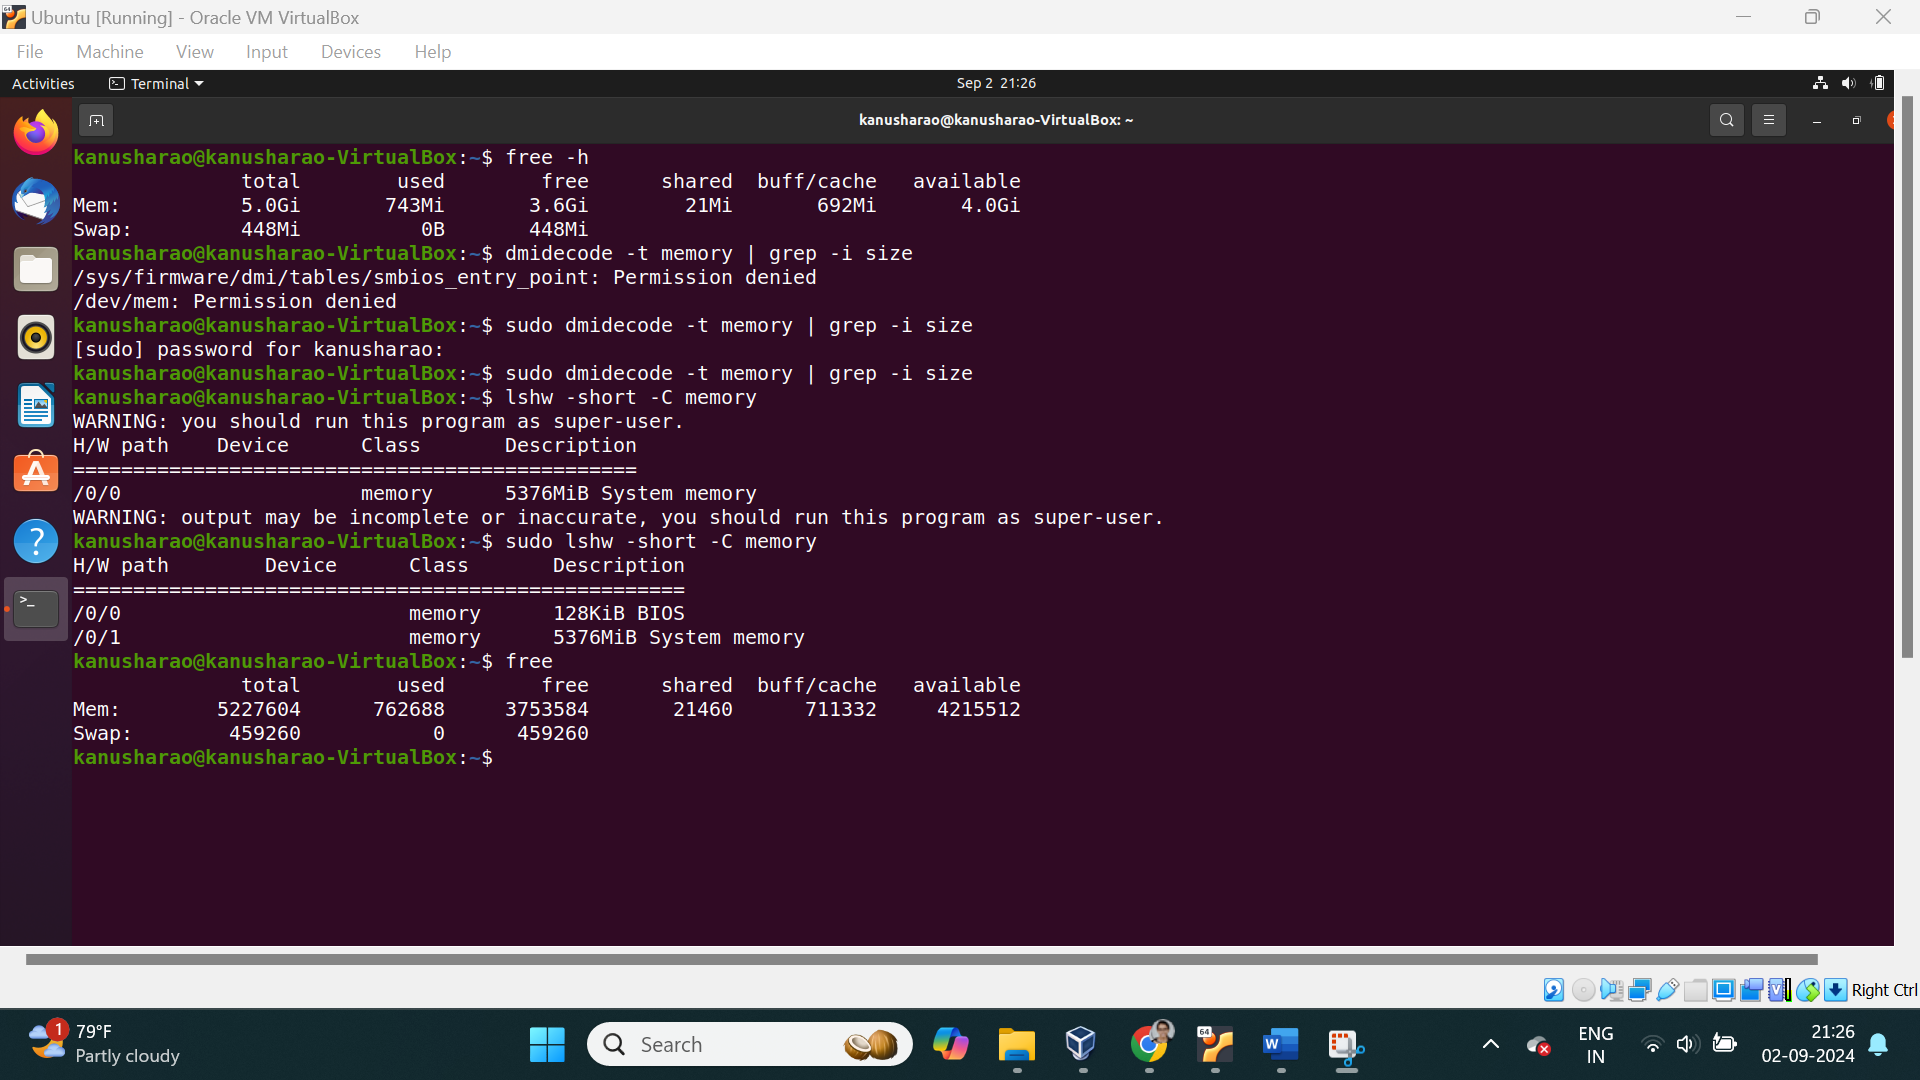 Ubuntu [Running] - Oracle VM VirtualBox
File Machine View Input Devices Help
Activities Terminal Sep 2 21:26
kanusharao@kanusharao-VirtualBox: ~
kanusharao@kanusharao-VirtualBox:~$ free -h
              total        used        free      shared  buff/cache   available
Mem:          5.0Gi       743Mi       3.6Gi        21Mi       692Mi       4.0Gi
Swap:         448Mi          0B       448Mi
kanusharao@kanusharao-VirtualBox:~$ dmidecode -t memory | grep -i size
/sys/firmware/dmi/tables/smbios_entry_point: Permission denied
/dev/mem: Permission denied
kanusharao@kanusharao-VirtualBox:~$ sudo dmidecode -t memory | grep -i size
[sudo] password for kanusharao:
kanusharao@kanusharao-VirtualBox:~$ sudo dmidecode -t memory | grep -i size
kanusharao@kanusharao-VirtualBox:~$ lshw -short -C memory
WARNING: you should run this program as super-user.
H/W path    Device      Class       Description
===============================================
/0/0                    memory      5376MiB System memory
WARNING: output may be incomplete or inaccurate, you should run this program as super-user.
kanusharao@kanusharao-VirtualBox:~$ sudo lshw -short -C memory
H/W path        Device      Class       Description
===================================================
/0/0                        memory      128KiB BIOS
/0/1                        memory      5376MiB System memory
kanusharao@kanusharao-VirtualBox:~$ free
              total        used        free      shared  buff/cache   available
Mem:        5227604      762688     3753584       21460      711332     4215512
Swap:        459260           0      459260
kanusharao@kanusharao-VirtualBox:~$
Right Ctrl
1 79°F
Partly cloudy
Search
64
W
ENG
IN
21:26
02-09-2024